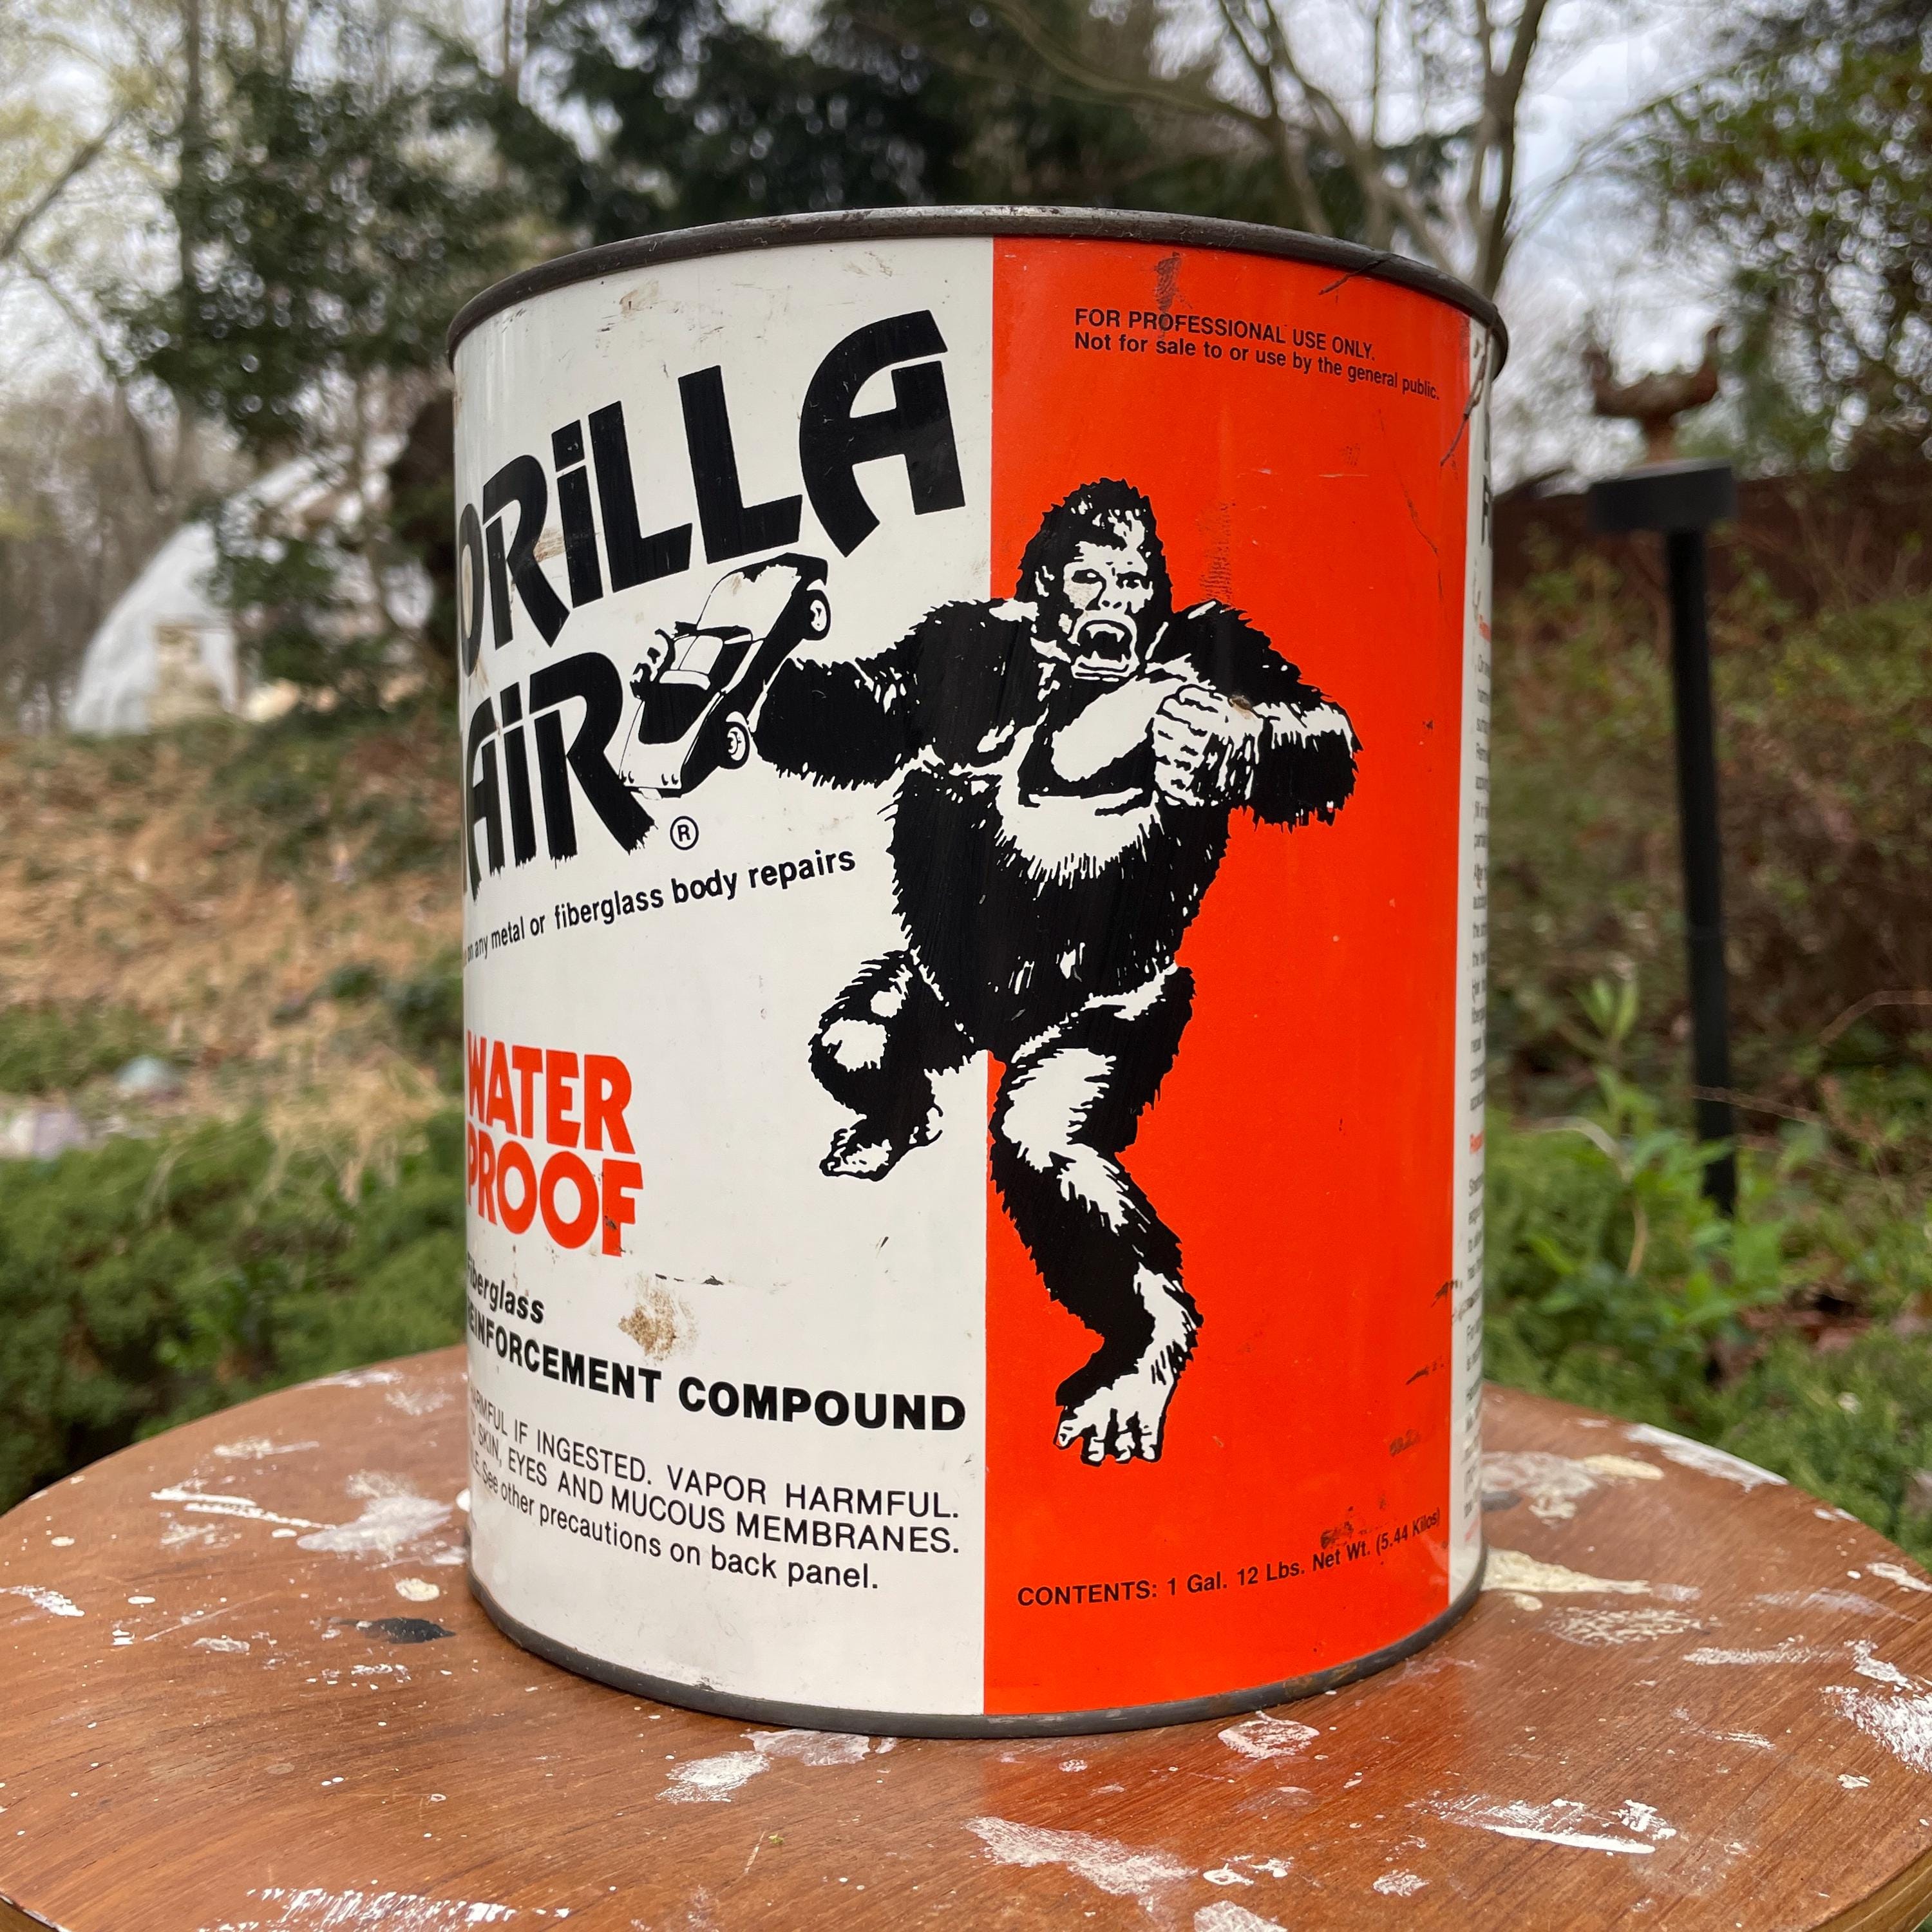 ORiLLA
AiR
®
on any metal or fiberglass body repairs
WATER
PROOF
Fiberglass
REINFORCEMENT COMPOUND
HARMFUL IF INGESTED. VAPOR HARMFUL.
SKIN, EYES AND MUCOUS MEMBRANES.
See other precautions on back panel.
FOR PROFESSIONAL USE ONLY.
Not for sale to or use by the general public.
CONTENTS: 1 Gal. 12 Lbs. Net Wt. (5.44 Kilos)